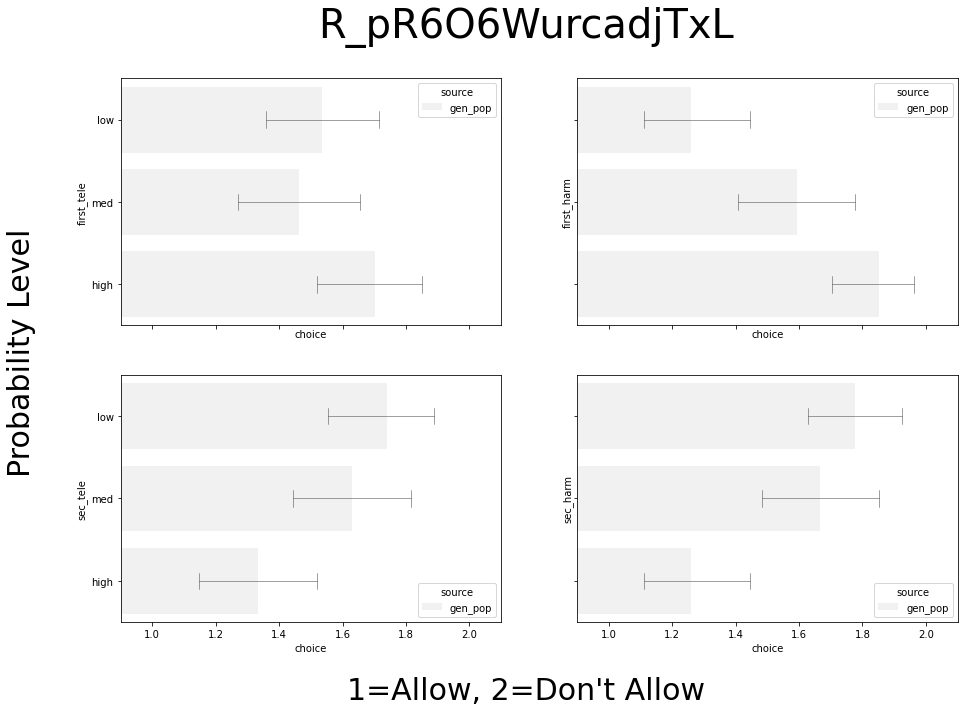 R_pR6O6WurcadjTxL
Probability Level
first_tele
low
med
high
source
gen_pop
choice
first_harm
source
gen_pop
choice
sec_tele
low
med
high
source
gen_pop
1.0 1.2 1.4 1.6 1.8 2.0
choice
sec_harm
source
gen_pop
1.0 1.2 1.4 1.6 1.8 2.0
choice
1=Allow, 2=Don't Allow